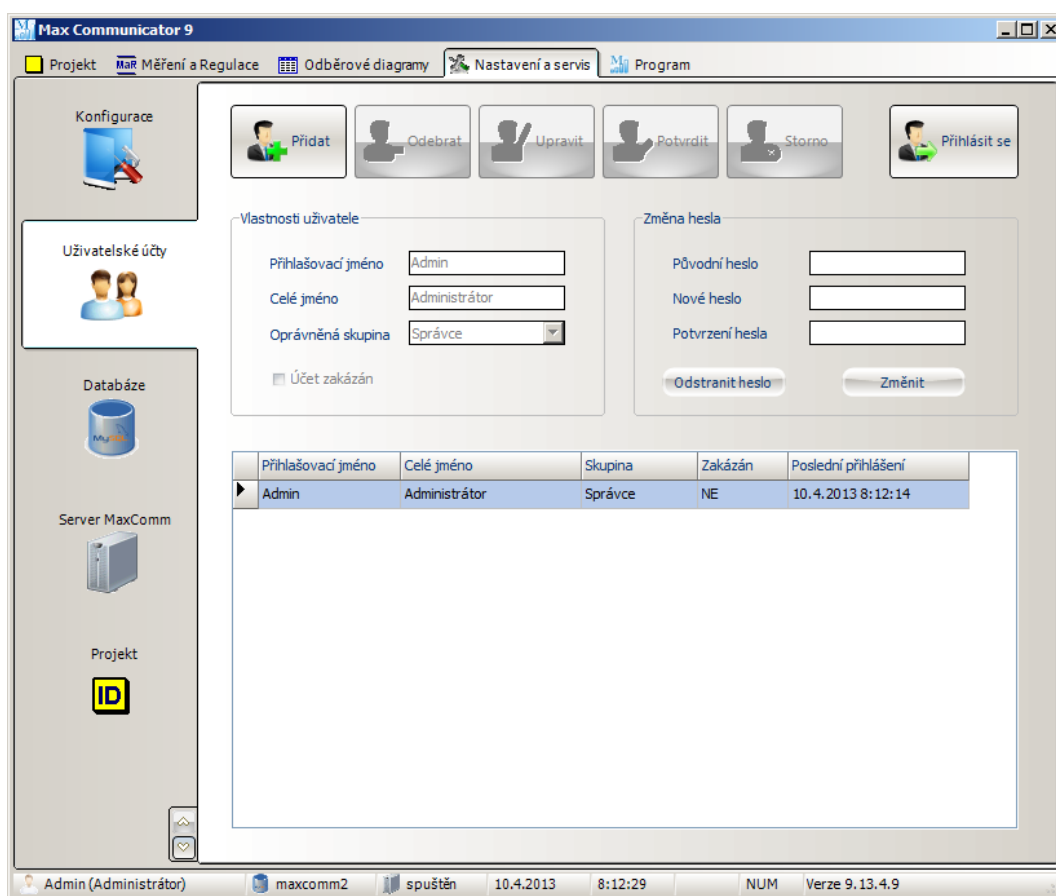 Max Communicator 9
Projekt MaR Měření a Regulace Odběrové diagramy Nastavení a servis Program
Konfigurace
Uživatelské účty
Databáze
MySQL
Server MaxComm
Projekt
ID
Přidat Odebrat Upravit Potvrdit Storno Přihlásit se
Vlastnosti uživatele
Přihlašovací jméno Admin
Celé jméno Administrátor
Oprávněná skupina Správce
Účet zakázán
Změna hesla
Původní heslo
Nové heslo
Potvrzení hesla
Odstranit heslo Změnit
Přihlašovací jméno Celé jméno Skupina Zakázán Poslední přihlášení
Admin Administrátor Správce NE 10.4.2013 8:12:14
Admin (Administrátor) maxcomm2 spuštěn 10.4.2013 8:12:29 NUM Verze 9.13.4.9